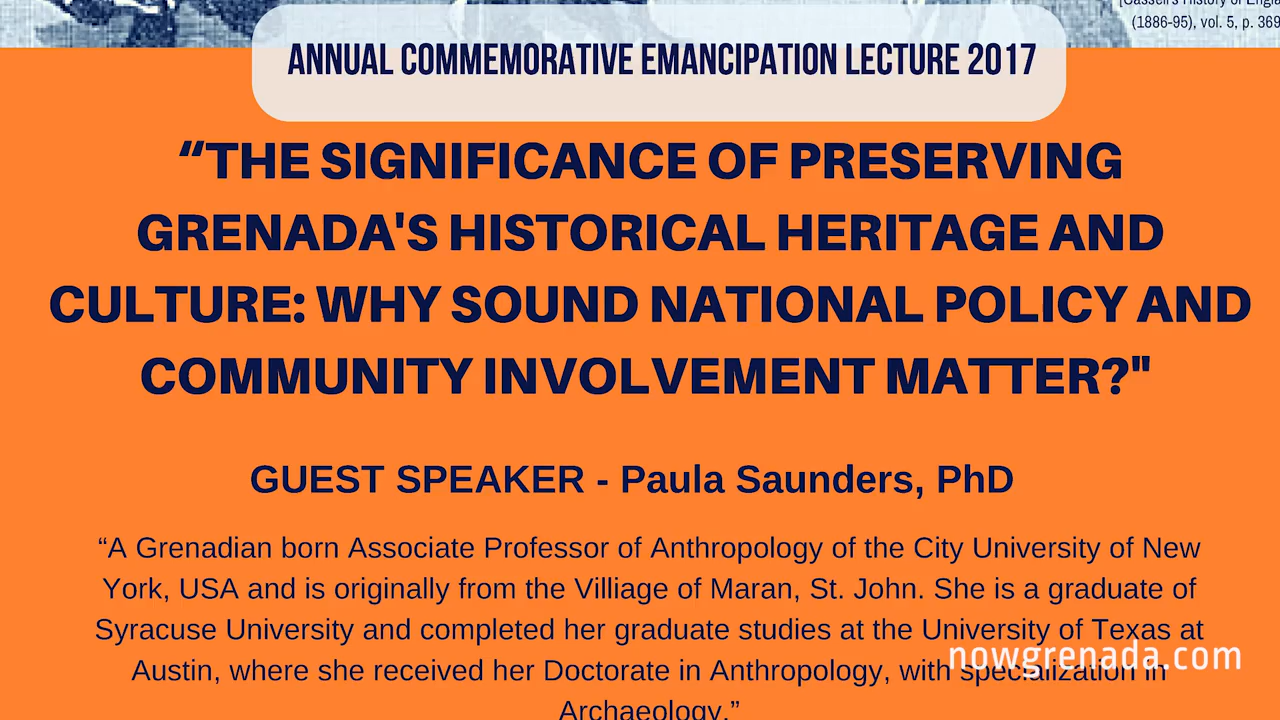 [Cassell's History of Engla
(1886-95), vol. 5, p. 369
ANNUAL COMMEMORATIVE EMANCIPATION LECTURE 2017
“THE SIGNIFICANCE OF PRESERVING
GRENADA'S HISTORICAL HERITAGE AND
CULTURE: WHY SOUND NATIONAL POLICY AND
COMMUNITY INVOLVEMENT MATTER?"
GUEST SPEAKER - Paula Saunders, PhD
“A Grenadian born Associate Professor of Anthropology of the City University of New
York, USA and is originally from the Villiage of Maran, St. John. She is a graduate of
Syracuse University and completed her graduate studies at the University of Texas at
Austin, where she received her Doctorate in Anthropology, with specialization in
Archaeology.”
nowgrenada.com